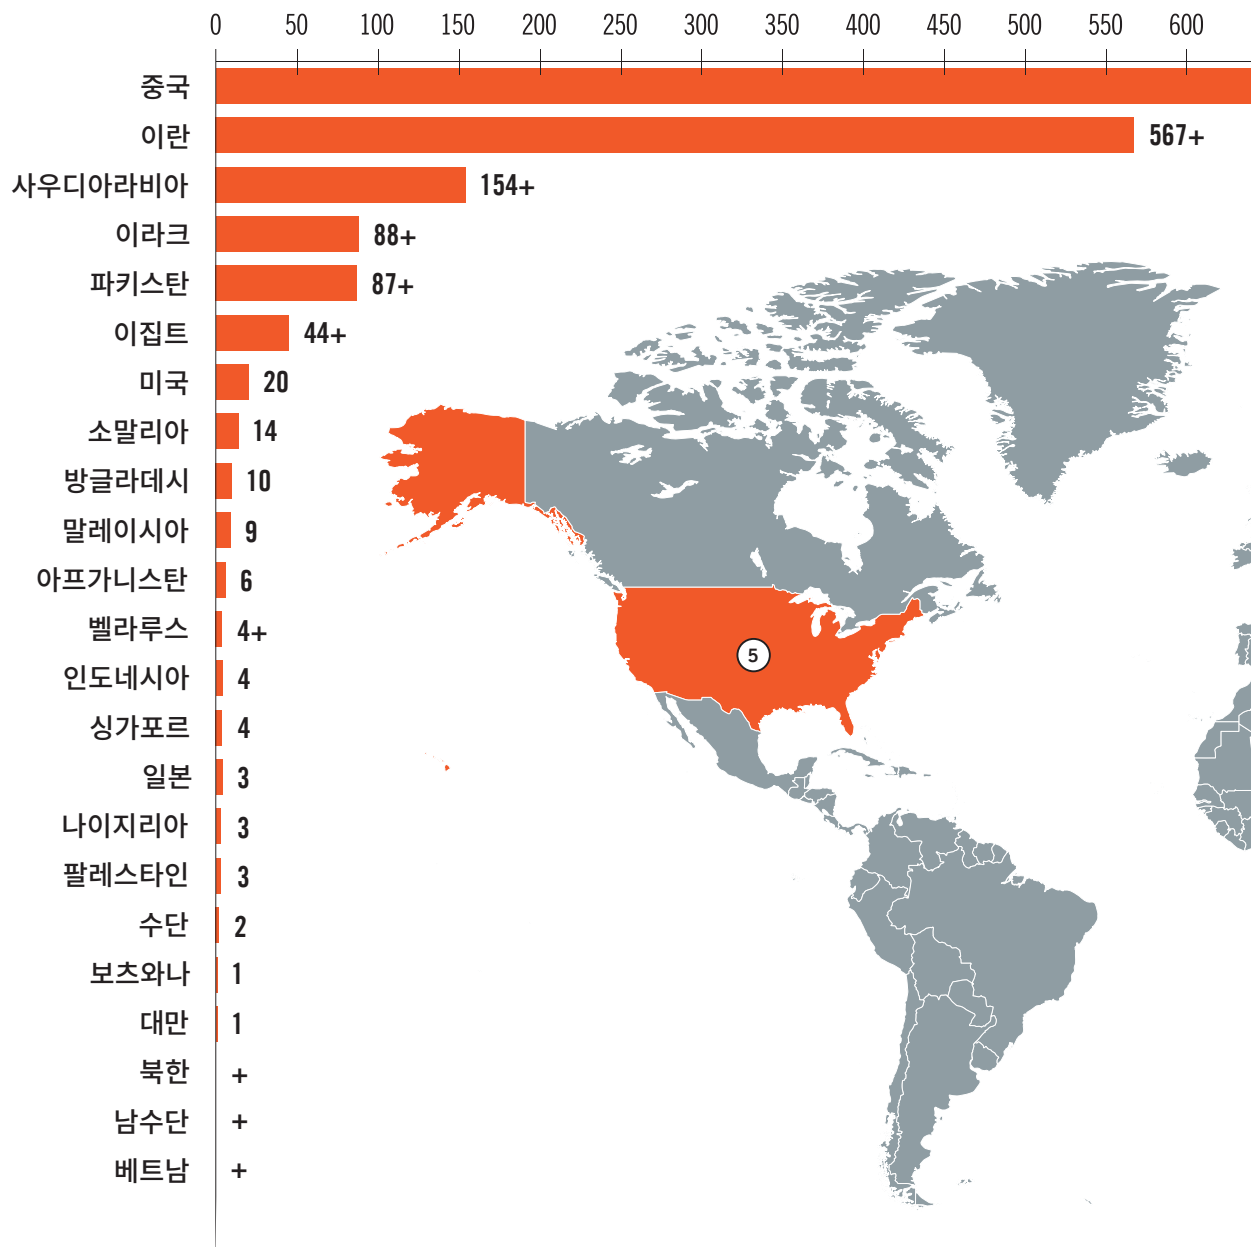 0 50 100 150 200 250 300 350 400 450 500 550 600
중국
이란 567+
사우디아라비아 154+
이라크 88+
파키스탄 87+
이집트 44+
미국 20
소말리아 14
방글라데시 10
말레이시아 9
아프가니스탄 6
벨라루스 4+
인도네시아 4
싱가포르 4
일본 3
나이지리아 3
팔레스타인 3
수단 2
보츠와나 1
대만 1
북한 +
남수단 +
베트남 +
5